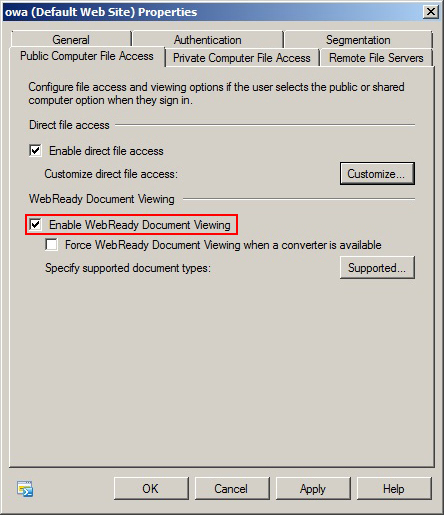 owa (Default Web Site) Properties
General Authentication Segmentation
Public Computer File Access Private Computer File Access Remote File Servers
Configure file access and viewing options if the user selects the public or shared
computer option when they sign in.
Direct file access
Enable direct file access
Customize direct file access: Customize...
WebReady Document Viewing
Enable WebReady Document Viewing
Force WebReady Document Viewing when a converter is available
Specify supported document types: Supported...
OK Cancel Apply Help